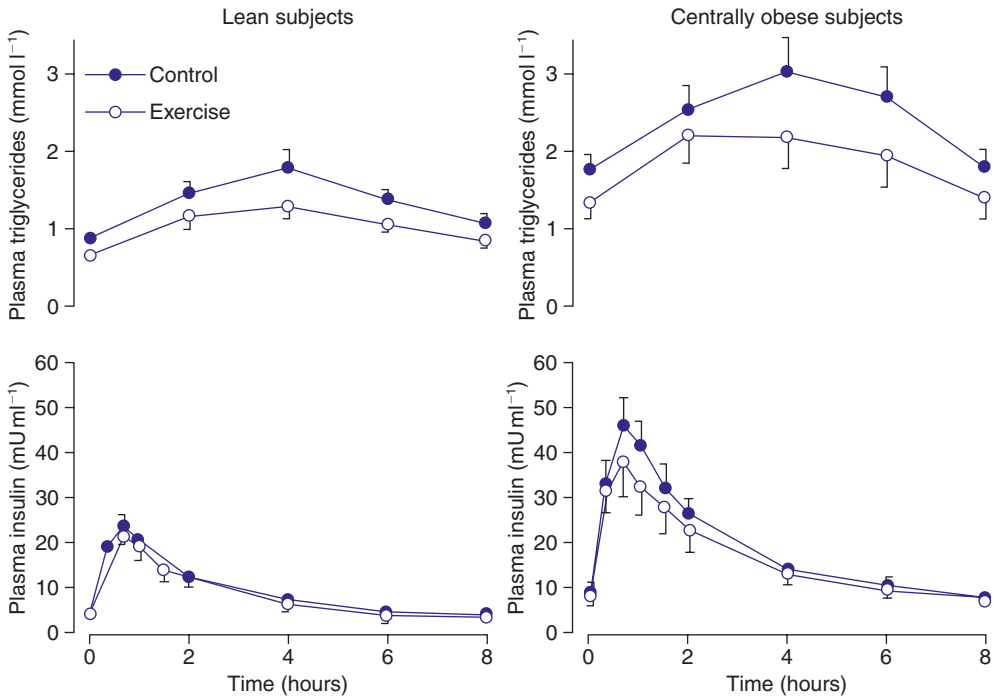 Lean subjects
Centrally obese subjects
Plasma triglycerides (mmol l−1)
3
2
1
0
Control
Exercise
Plasma triglycerides (mmol l−1)
3
2
1
0
Plasma insulin (mU ml−1)
60
50
40
30
20
10
0
0 2 4 6 8
Time (hours)
Plasma insulin (mU ml−1)
60
50
40
30
20
10
0
0 2 4 6 8
Time (hours)